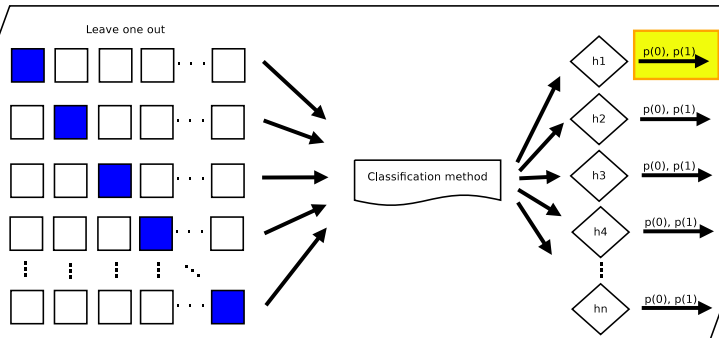 Leave one out
Classification method
h1
p(0), p(1)
h2
p(0), p(1)
h3
p(0), p(1)
h4
p(0), p(1)
hn
p(0), p(1)